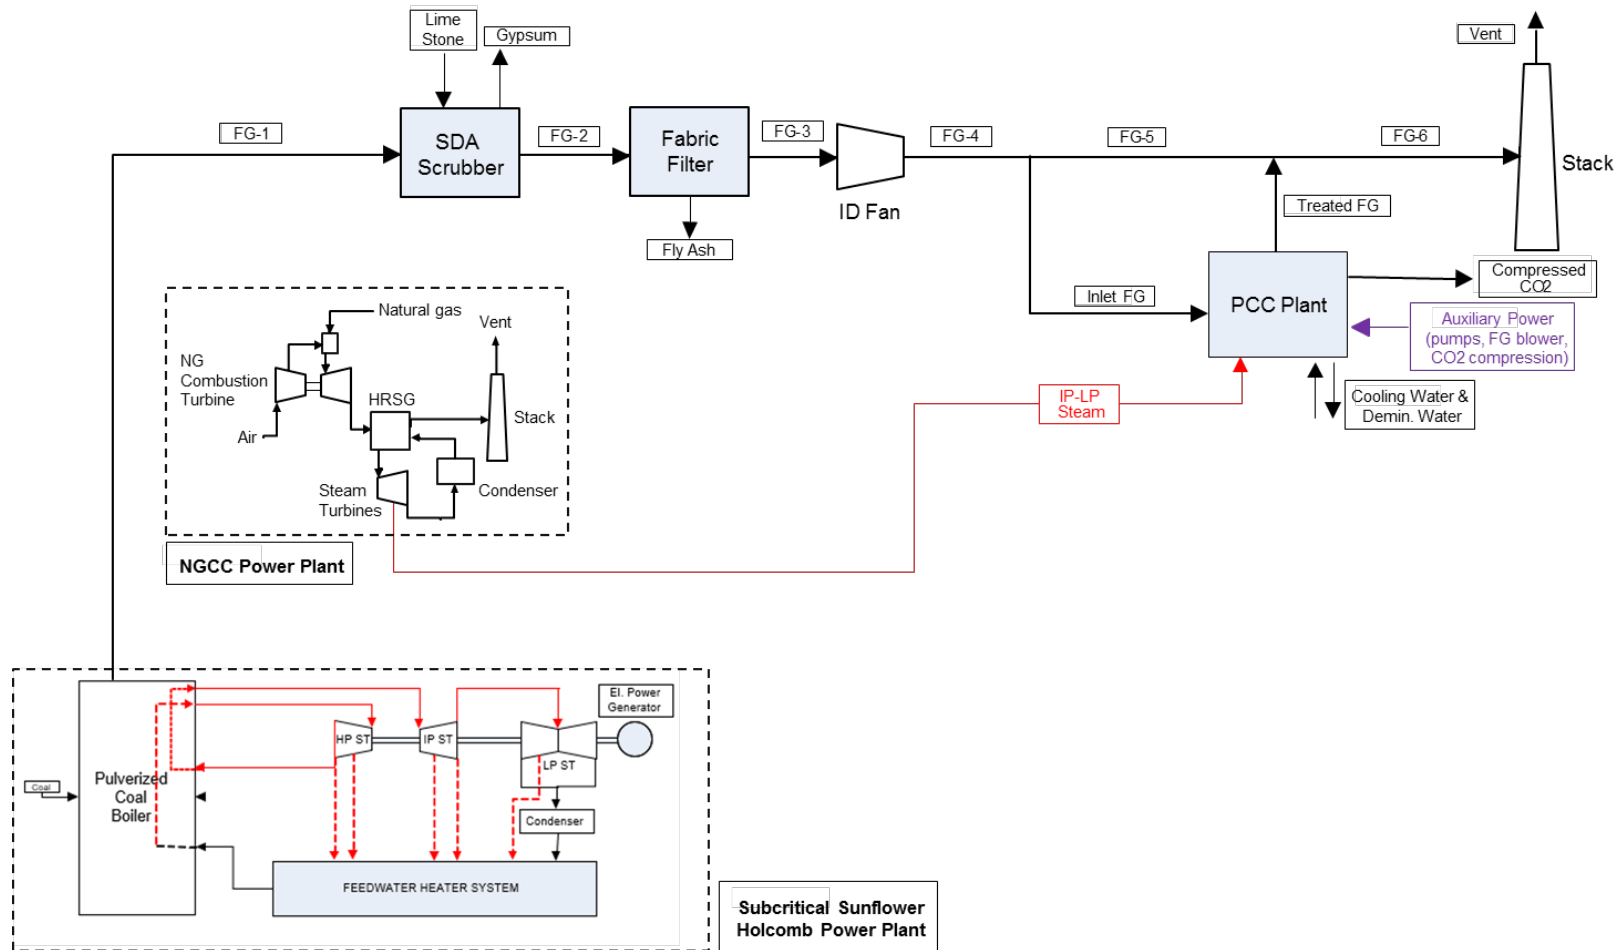 Lime
Stone
Gypsum
Vent
FG-1
SDA
Scrubber
FG-2
Fabric
Filter
FG-3
ID Fan
FG-4
FG-5
FG-6
Stack
Fly Ash
Treated FG
Inlet FG
PCC Plant
Compressed
CO2
Auxiliary Power
(pumps, FG blower,
CO2 compression)
Cooling Water &
Demin. Water
IP-LP
Steam
Natural gas
Vent
NG
Combustion
Turbine
HRSG
Stack
Air
Steam
Turbines
Condenser
NGCC Power Plant
El. Power
Generator
HP ST
IP ST
LP ST
Pulverized
Coal
Boiler
Coal
Condenser
FEEDWATER HEATER SYSTEM
Subcritical Sunflower
Holcomb Power Plant